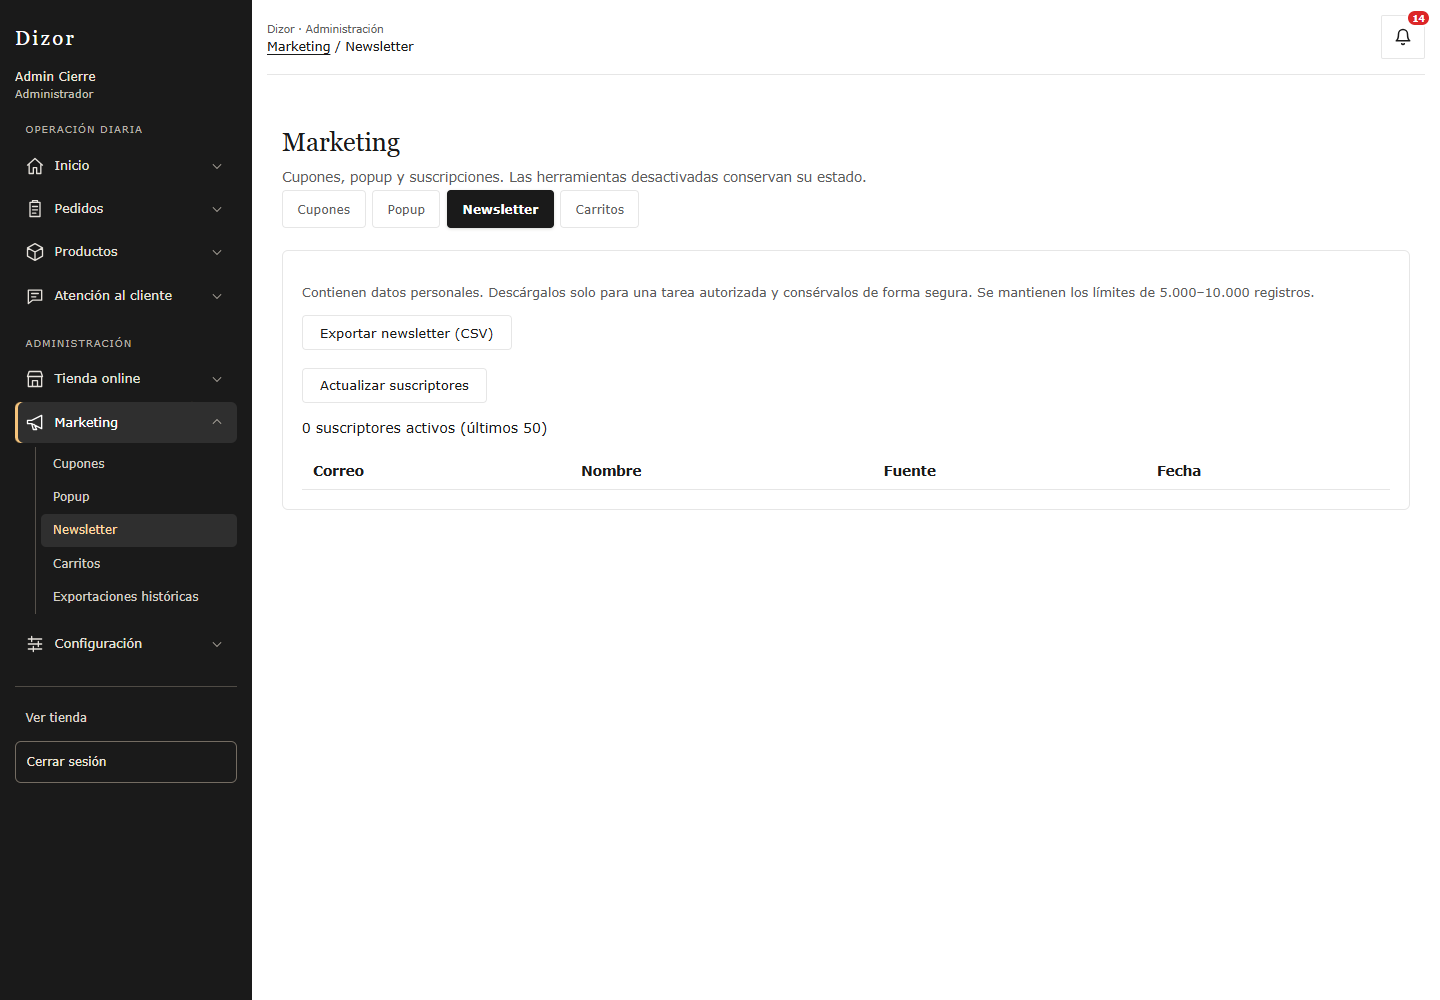 Dizor
Admin Cierre
Administrador
OPERACIÓN DIARIA
Inicio
Pedidos
Productos
Atención al cliente
ADMINISTRACIÓN
Tienda online
Marketing
Cupones
Popup
Newsletter
Carritos
Exportaciones históricas
Configuración
Ver tienda
Cerrar sesión
Dizor · Administración
Marketing / Newsletter
14
Marketing
Cupones, popup y suscripciones. Las herramientas desactivadas conservan su estado.
Cupones Popup Newsletter Carritos
Contienen datos personales. Descárgalos solo para una tarea autorizada y consérvalos de forma segura. Se mantienen los límites de 5.000–10.000 registros.
Exportar newsletter (CSV)
Actualizar suscriptores
0 suscriptores activos (últimos 50)
Correo Nombre Fuente Fecha